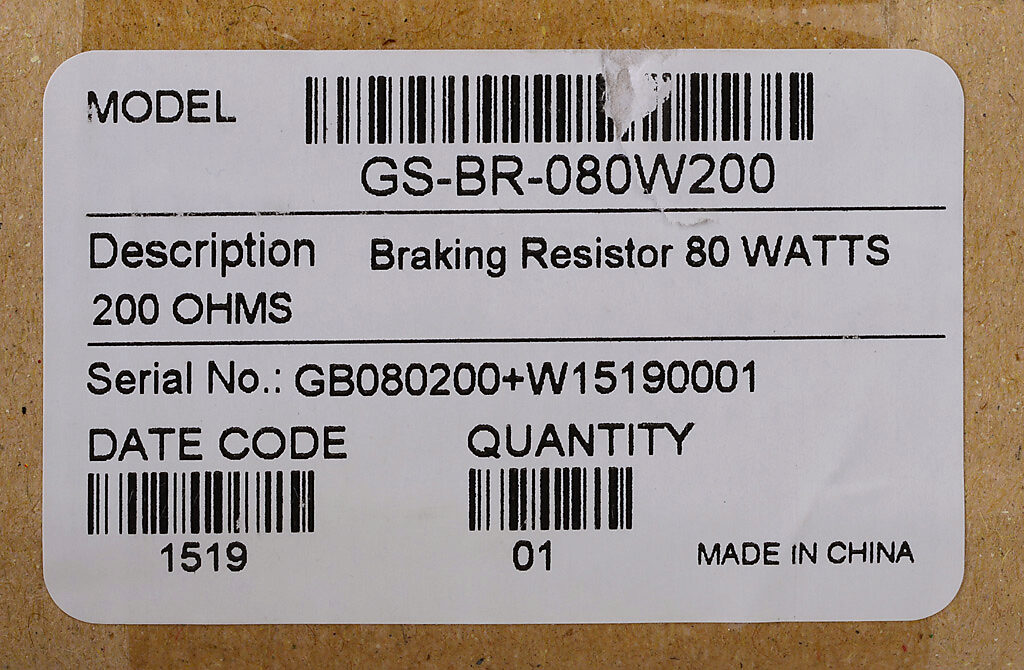 MODEL
GS-BR-080W200
Description Braking Resistor 80 WATTS
200 OHMS
Serial No.: GB080200+W15190001
DATE CODE QUANTITY
1519 01 MADE IN CHINA